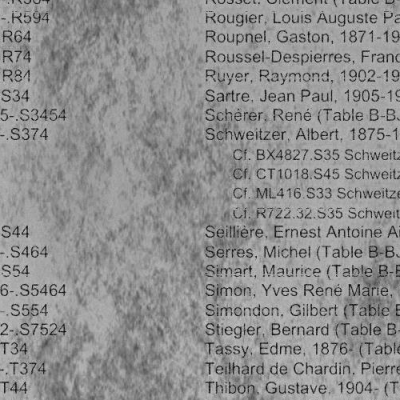 -.R594 Rougier, Louis Auguste Pa
R64 Roupnel, Gaston, 1871-19
R74 Roussel-Despierres, Franc
R84 Ruyer, Raymond, 1902-19
S34 Sartre, Jean Paul, 1905-19
5-.S3454 Schérer, René (Table B-B
-.S374 Schweitzer, Albert, 1875-1
Cf. BX4827.S35 Schweitz
Cf. CT1018.S45 Schweitz
Cf. ML416.S33 Schweitze
Cf. R722.32.S35 Schweit
S44 Seillière, Ernest Antoine Ai
-.S464 Serres, Michel (Table B-BJ
S54 Simart, Maurice (Table B-B
6-.S5464 Simon, Yves René Marie,
-.S554 Simondon, Gilbert (Table B
2-.S7524 Stiegler, Bernard (Table B-
T34 Tassy, Edme, 1876- (Tabl
-.T374 Teilhard de Chardin, Pierre
T44 Thibon, Gustave, 1904- (T